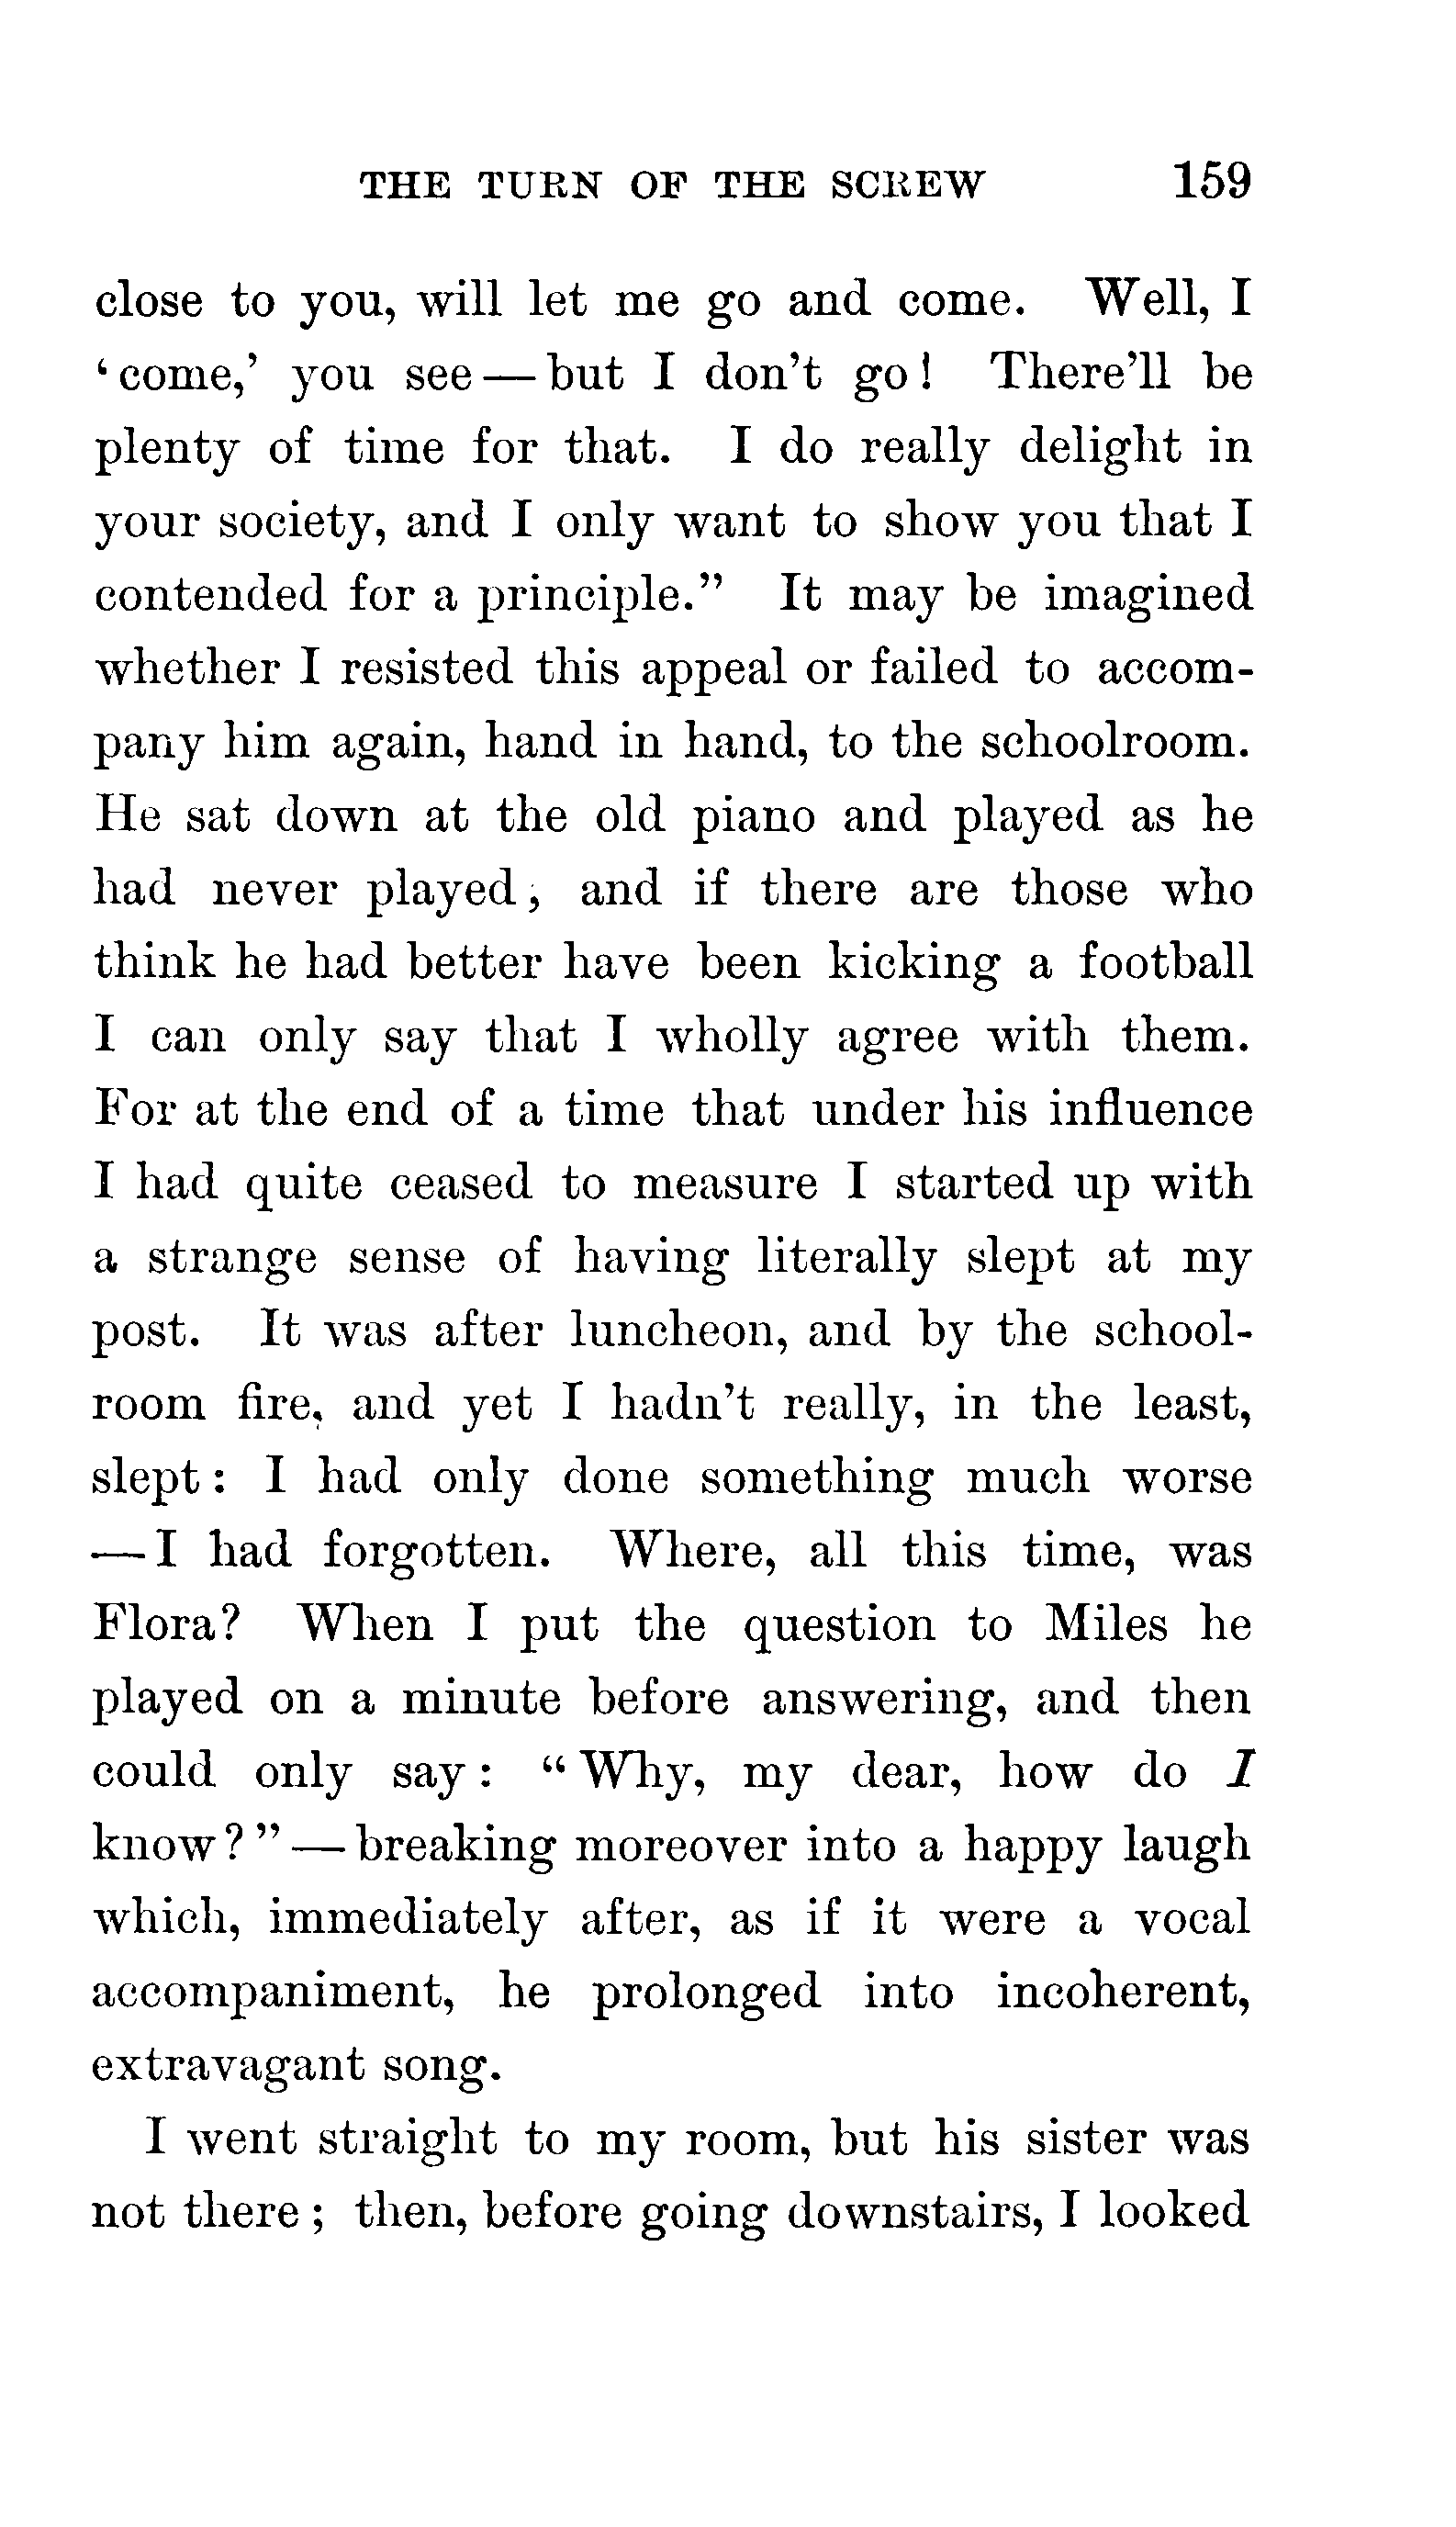 THE TURN OF THE SCREW 159
close to you, will let me go and come. Well, I
‘come,’ you see — but I don’t go! There’ll be
plenty of time for that. I do really delight in
your society, and I only want to show you that I
contended for a principle.” It may be imagined
whether I resisted this appeal or failed to accom-
pany him again, hand in hand, to the schoolroom.
He sat down at the old piano and played as he
had never played; and if there are those who
think he had better have been kicking a football
I can only say that I wholly agree with them.
For at the end of a time that under his influence
I had quite ceased to measure I started up with
a strange sense of having literally slept at my
post. It was after luncheon, and by the school-
room fire, and yet I hadn’t really, in the least,
slept: I had only done something much worse
— I had forgotten. Where, all this time, was
Flora? When I put the question to Miles he
played on a minute before answering, and then
could only say: “Why, my dear, how do I
know?” — breaking moreover into a happy laugh
which, immediately after, as if it were a vocal
accompaniment, he prolonged into incoherent,
extravagant song.
I went straight to my room, but his sister was
not there; then, before going downstairs, I looked